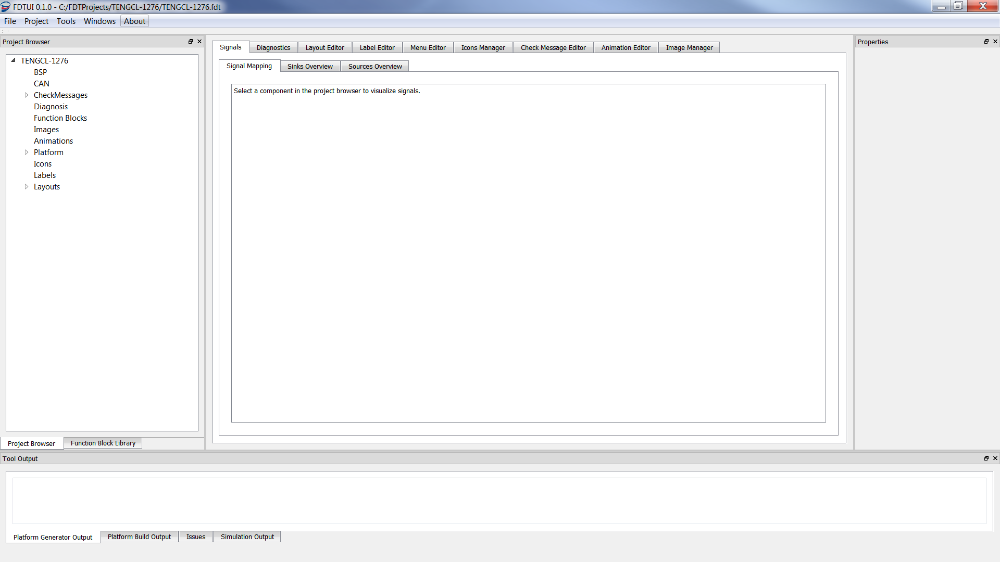 FDTUI 0.1.0 - C:/FDTProjects/TENGCL-1276/TENGCL-1276.fdt
File Project Tools Windows About
Project Browser
TENGCL-1276
BSP
CAN
CheckMessages
Diagnosis
Function Blocks
Images
Animations
Platform
Icons
Labels
Layouts
Project Browser Function Block Library
Signals Diagnostics Layout Editor Label Editor Menu Editor Icons Manager Check Message Editor Animation Editor Image Manager
Signal Mapping Sinks Overview Sources Overview
Select a component in the project browser to visualize signals.
Properties
Tool Output
Platform Generator Output Platform Build Output Issues Simulation Output